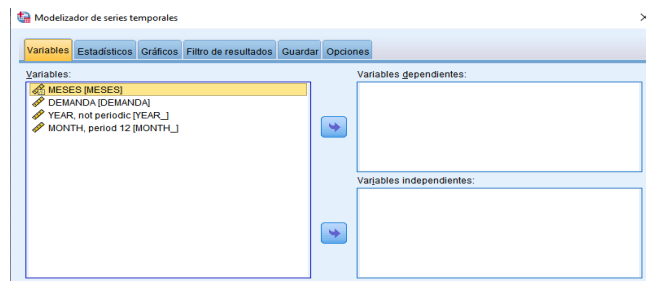 Modelizador de series temporales
Variables Estadísticos Gráficos Filtro de resultados Guardar Opciones
Variables:
MESES [MESES]
DEMANDA [DEMANDA]
YEAR, not periodic [YEAR_]
MONTH, period 12 [MONTH_]
Variables dependientes:
Variables independientes: